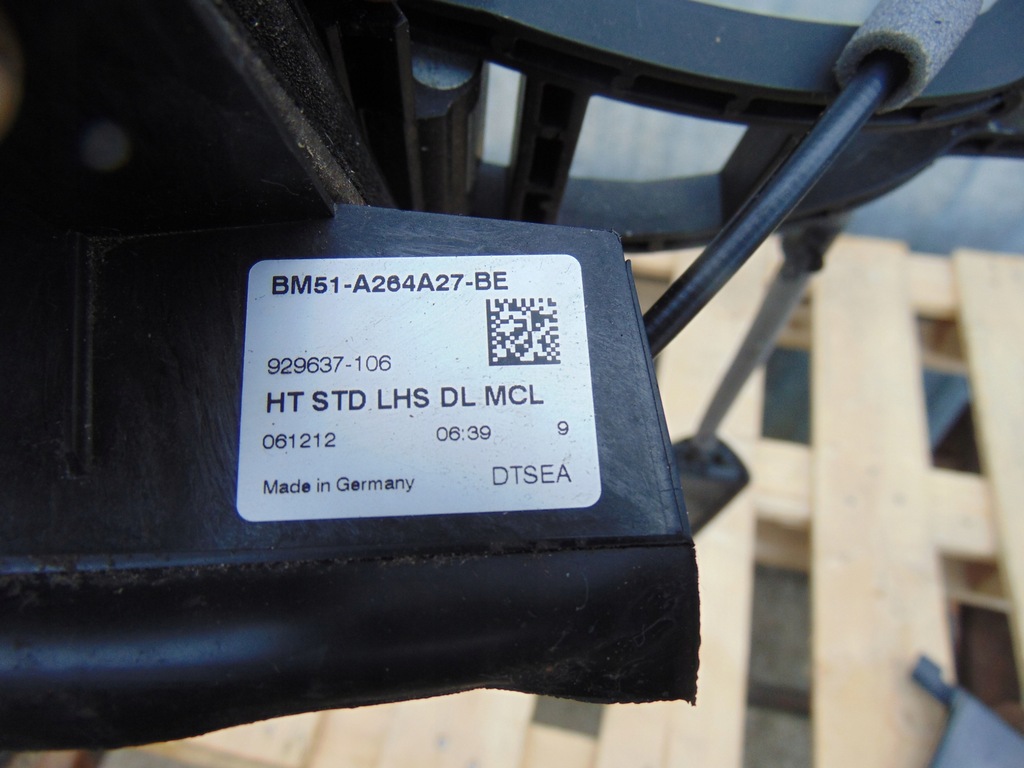 BM51-A264A27-BE
929637-106
HT STD LHS DL MCL
061212 06:39 9
Made in Germany DTSEA